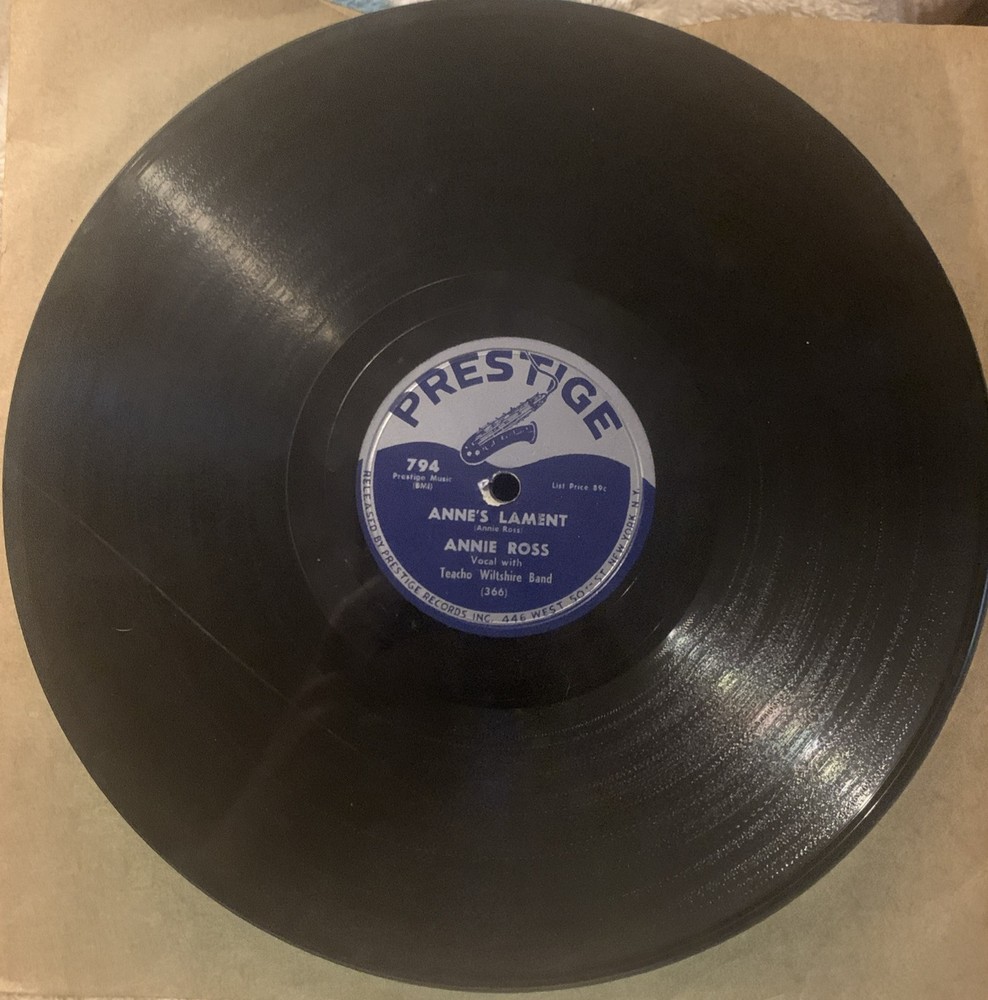 PRESTIGE
794
Prestige Music
(BMI)
List Price 89c
ANNE'S LAMENT
(Annie Ross)
ANNIE ROSS
Vocal with
Teacho Wiltshire Band
(366)
RELEASED BY PRESTIGE RECORDS INC. 446 WEST 50TH ST. NEW YORK N.Y.